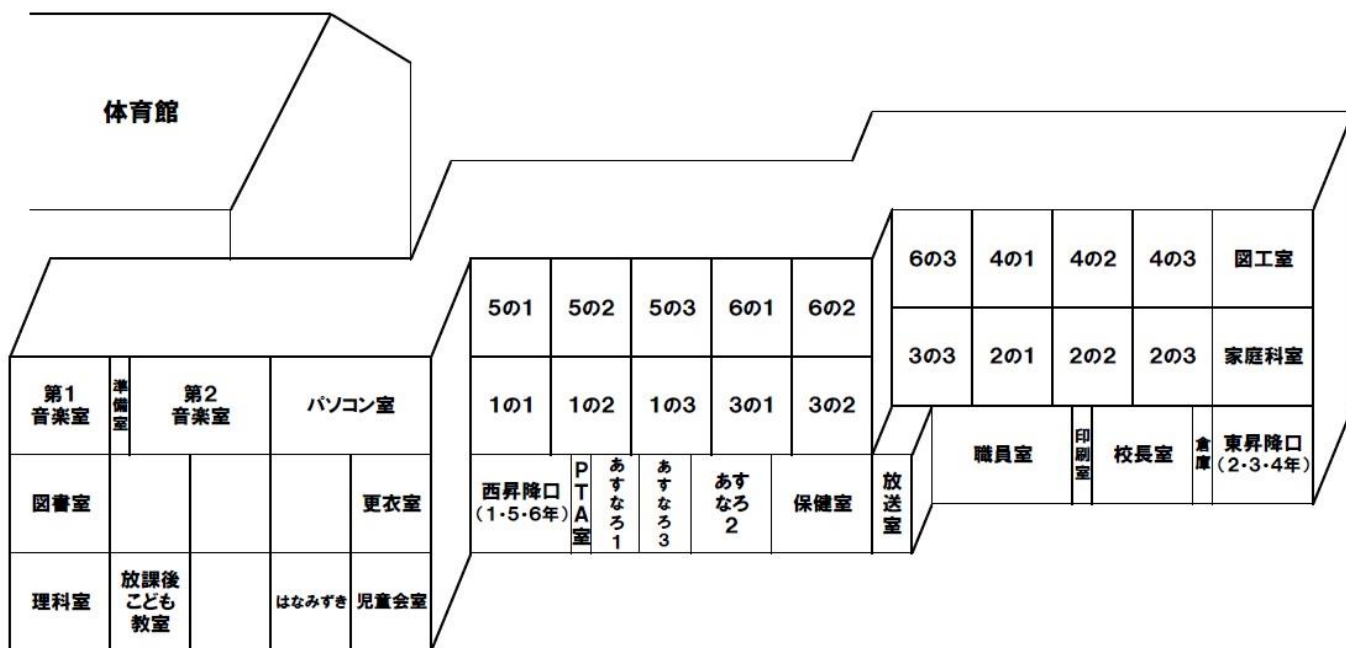 体育館
6の3
4の1
4の2
4の3
図工室
5の1
5の2
5の3
6の1
6の2
3の3
2の1
2の2
2の3
家庭科室
第1
音楽室
準備室
第2
音楽室
パソコン室
1の1
1の2
1の3
3の1
3の2
職員室
印刷室
校長室
倉庫
東昇降口
(2・3・4年)
図書室
更衣室
西昇降口
(1・5・6年)
PTA室
あすなろ1
あすなろ3
あす
なろ
2
保健室
放送室
理科室
放課後
こども
教室
はなみずき
児童会室